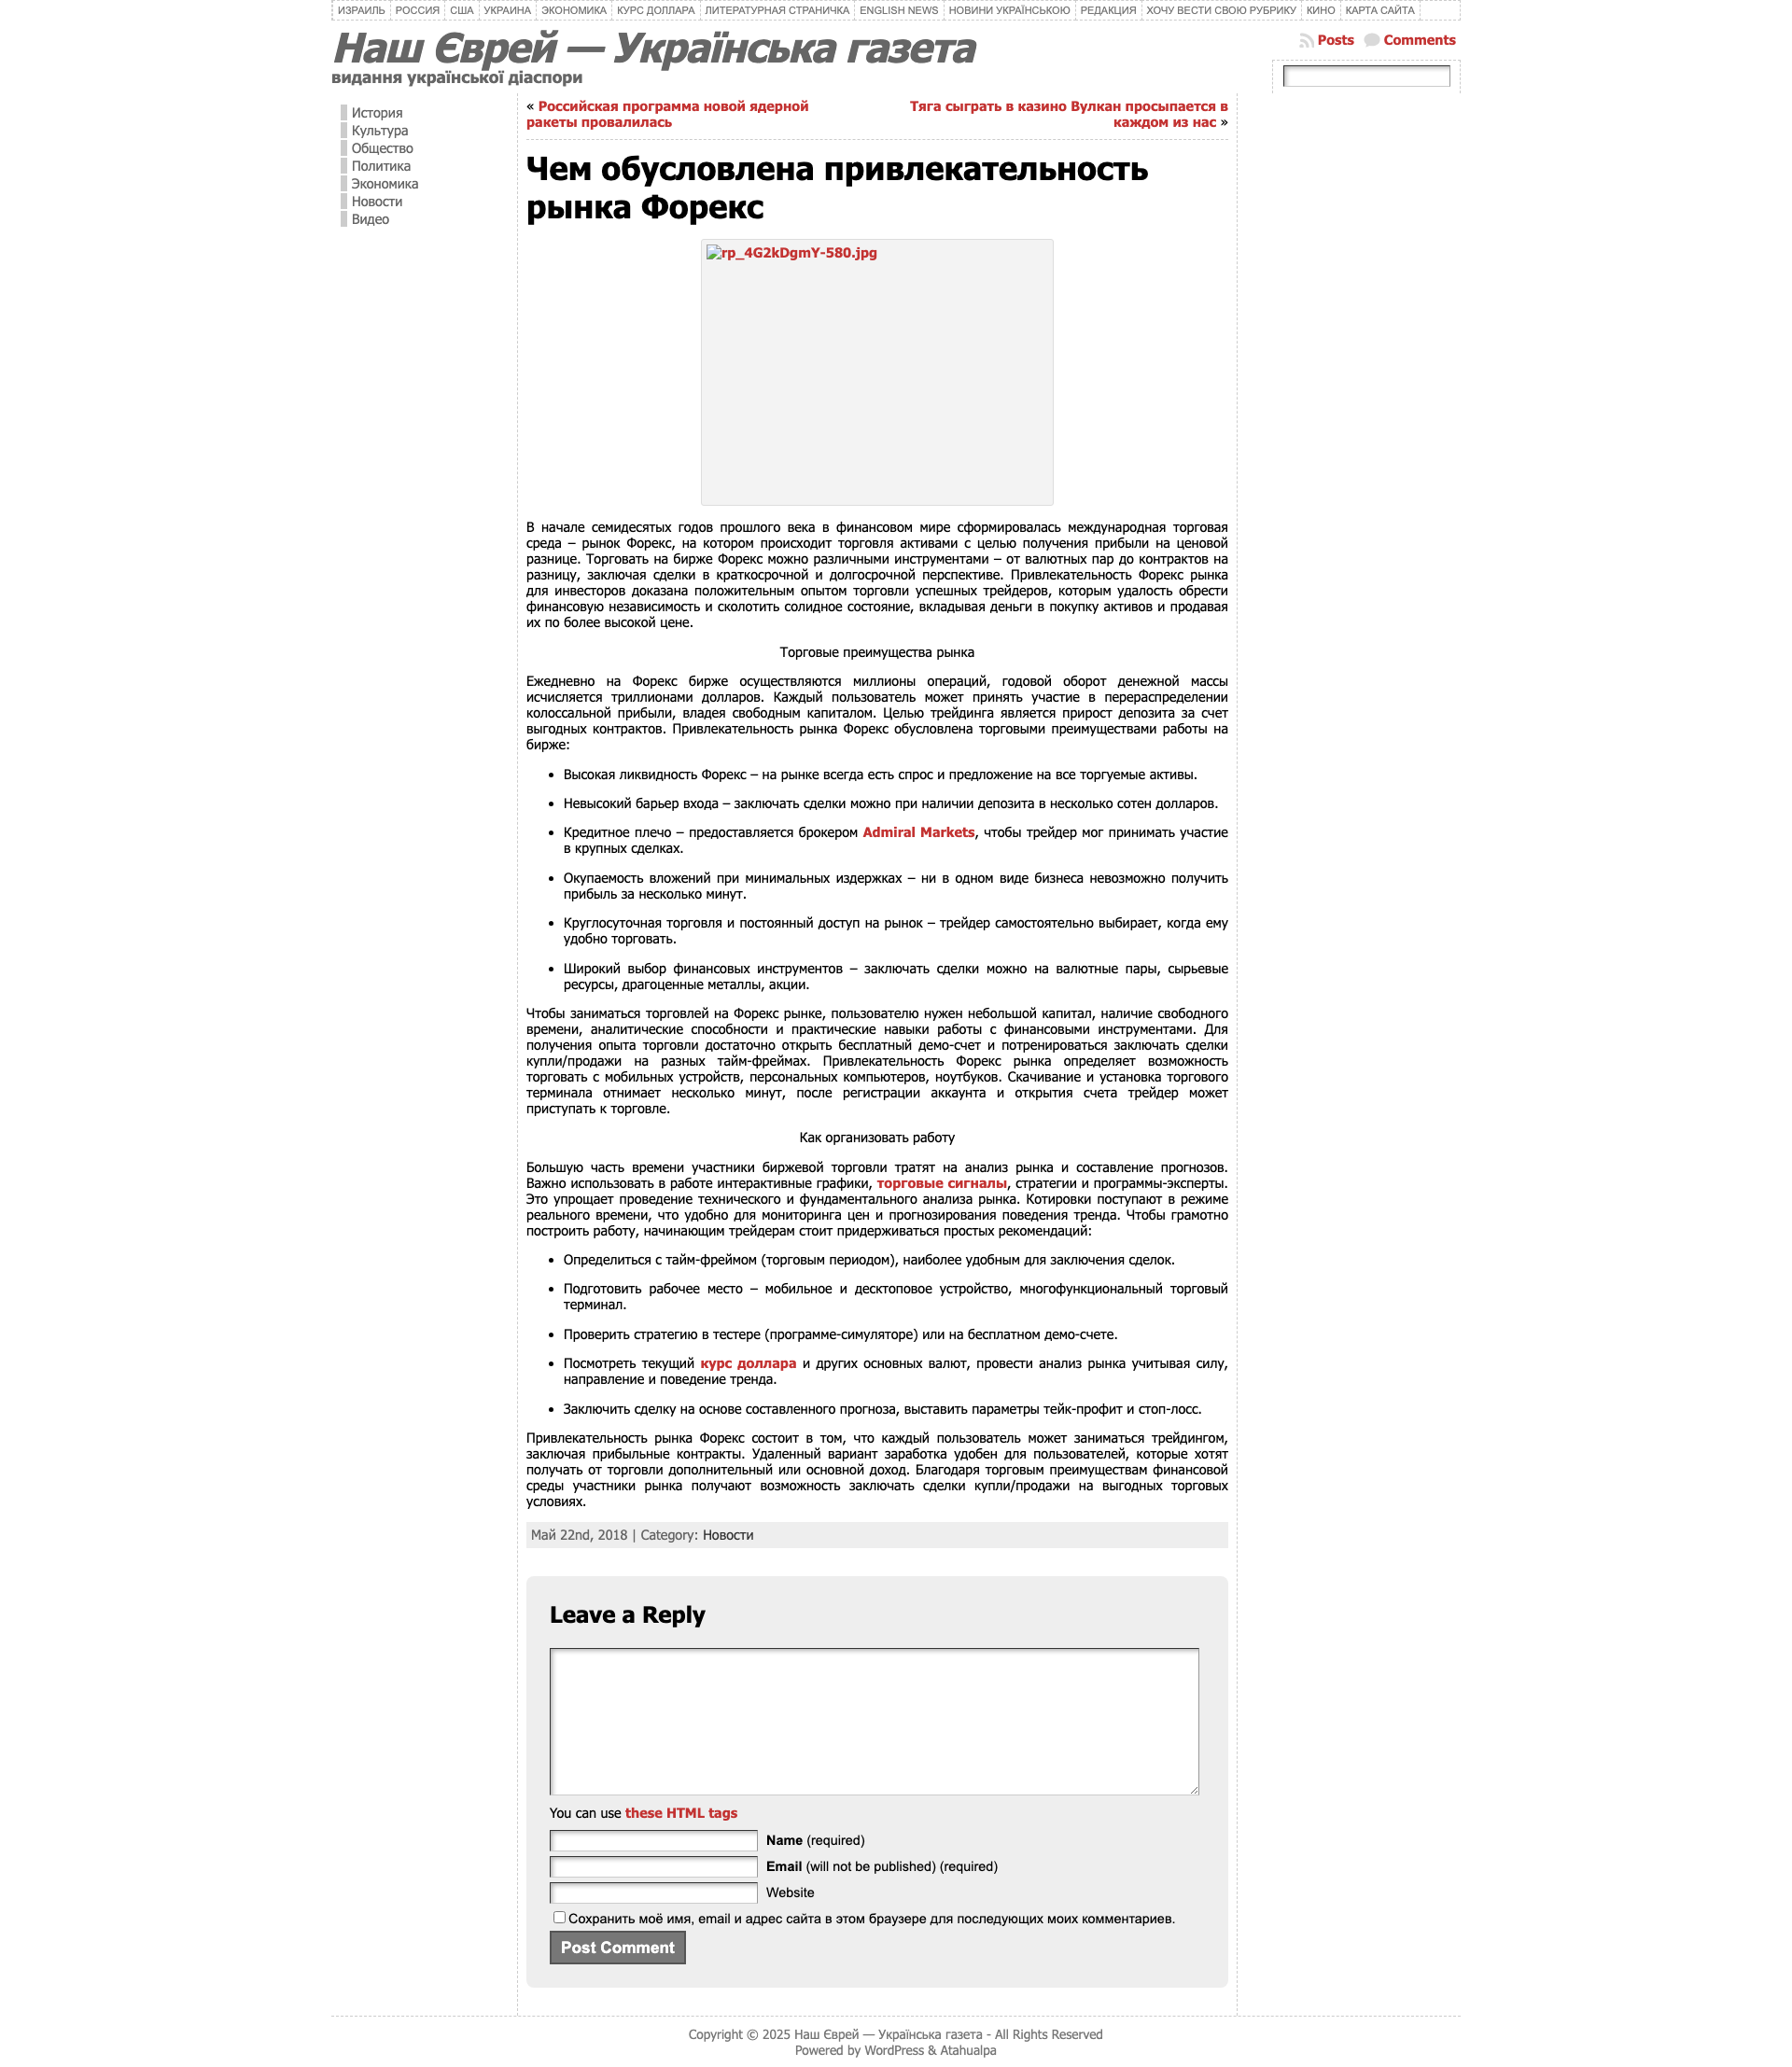 ИЗРАИЛЬ РОССИЯ США УКРАИНА ЭКОНОМИКА КУРС ДОЛЛАРА ЛИТЕРАТУРНАЯ СТРАНИЧКА ENGLISH NEWS НОВИНИ УКРАЇНСЬКОЮ РЕДАКЦИЯ ХОЧУ ВЕСТИ СВОЮ РУБРИКУ КИНО КАРТА САЙТА
Наш Єврей — Українська газета
видання української діаспори
Posts Comments
История
Культура
Общество
Политика
Экономика
Новости
Видео
« Российская программа новой ядерной
ракеты провалилась
Тяга сыграть в казино Вулкан просыпается в
каждом из нас »
Чем обусловлена привлекательность
рынка Форекс
rp_4G2kDgmY-580.jpg
В начале семидесятых годов прошлого века в финансовом мире сформировалась международная торговая
среда – рынок Форекс, на котором происходит торговля активами с целью получения прибыли на ценовой
разнице. Торговать на бирже Форекс можно различными инструментами – от валютных пар до контрактов на
разницу, заключая сделки в краткосрочной и долгосрочной перспективе. Привлекательность Форекс рынка
для инвесторов доказана положительным опытом торговли успешных трейдеров, которым удалость обрести
финансовую независимость и сколотить солидное состояние, вкладывая деньги в покупку активов и продавая
их по более высокой цене.
Торговые преимущества рынка
Ежедневно на Форекс бирже осуществляются миллионы операций, годовой оборот денежной массы
исчисляется триллионами долларов. Каждый пользователь может принять участие в перераспределении
колоссальной прибыли, владея свободным капиталом. Целью трейдинга является прирост депозита за счет
выгодных контрактов. Привлекательность рынка Форекс обусловлена торговыми преимуществами работы на
бирже:
• Высокая ликвидность Форекс – на рынке всегда есть спрос и предложение на все торгуемые активы.
• Невысокий барьер входа – заключать сделки можно при наличии депозита в несколько сотен долларов.
• Кредитное плечо – предоставляется брокером Admiral Markets, чтобы трейдер мог принимать участие
в крупных сделках.
• Окупаемость вложений при минимальных издержках – ни в одном виде бизнеса невозможно получить
прибыль за несколько минут.
• Круглосуточная торговля и постоянный доступ на рынок – трейдер самостоятельно выбирает, когда ему
удобно торговать.
• Широкий выбор финансовых инструментов – заключать сделки можно на валютные пары, сырьевые
ресурсы, драгоценные металлы, акции.
Чтобы заниматься торговлей на Форекс рынке, пользователю нужен небольшой капитал, наличие свободного
времени, аналитические способности и практические навыки работы с финансовыми инструментами. Для
получения опыта торговли достаточно открыть бесплатный демо-счет и потренироваться заключать сделки
купли/продажи на разных тайм-фреймах. Привлекательность Форекс рынка определяет возможность
торговать с мобильных устройств, персональных компьютеров, ноутбуков. Скачивание и установка торгового
терминала отнимает несколько минут, после регистрации аккаунта и открытия счета трейдер может
приступать к торговле.
Как организовать работу
Большую часть времени участники биржевой торговли тратят на анализ рынка и составление прогнозов.
Важно использовать в работе интерактивные графики, торговые сигналы, стратегии и программы-эксперты.
Это упрощает проведение технического и фундаментального анализа рынка. Котировки поступают в режиме
реального времени, что удобно для мониторинга цен и прогнозирования поведения тренда. Чтобы грамотно
построить работу, начинающим трейдерам стоит придерживаться простых рекомендаций:
• Определиться с тайм-фреймом (торговым периодом), наиболее удобным для заключения сделок.
• Подготовить рабочее место – мобильное и десктоповое устройство, многофункциональный торговый
терминал.
• Проверить стратегию в тестере (программе-симуляторе) или на бесплатном демо-счете.
• Посмотреть текущий курс доллара и других основных валют, провести анализ рынка учитывая силу,
направление и поведение тренда.
• Заключить сделку на основе составленного прогноза, выставить параметры тейк-профит и стоп-лосс.
Привлекательность рынка Форекс состоит в том, что каждый пользователь может заниматься трейдингом,
заключая прибыльные контракты. Удаленный вариант заработка удобен для пользователей, которые хотят
получать от торговли дополнительный или основной доход. Благодаря торговым преимуществам финансовой
среды участники рынка получают возможность заключать сделки купли/продажи на выгодных торговых
условиях.
Май 22nd, 2018 | Category: Новости
Leave a Reply
You can use these HTML tags
Name (required)
Email (will not be published) (required)
Website
Сохранить моё имя, email и адрес сайта в этом браузере для последующих моих комментариев.
Post Comment
Copyright © 2025 Наш Єврей — Українська газета - All Rights Reserved
Powered by WordPress & Atahualpa